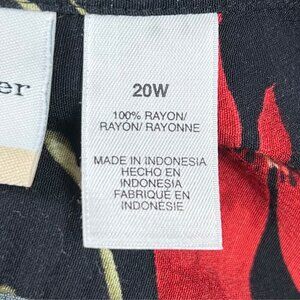 er
20W
100% RAYON/
RAYON/ RAYONNE
MADE IN INDONESIA
HECHO EN
INDONESIA
FABRIQUÉ EN
INDONÉSIE